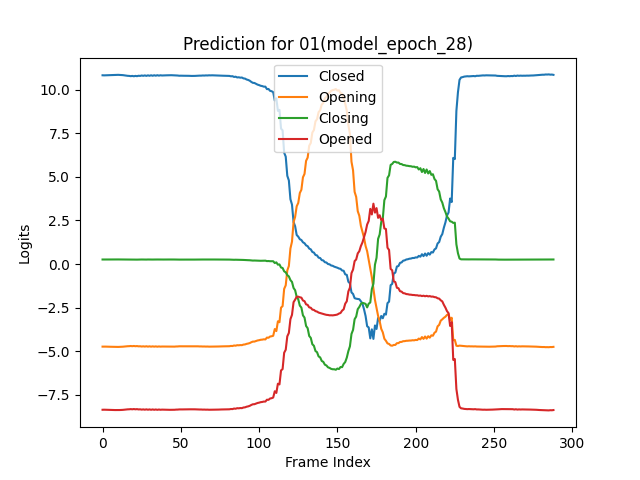 Prediction for 01(model_epoch_28)
Closed
Opening
Closing
Opened
10.0
7.5
5.0
2.5
0.0
−2.5
−5.0
−7.5
Logits
0 50 100 150 200 250 300
Frame Index